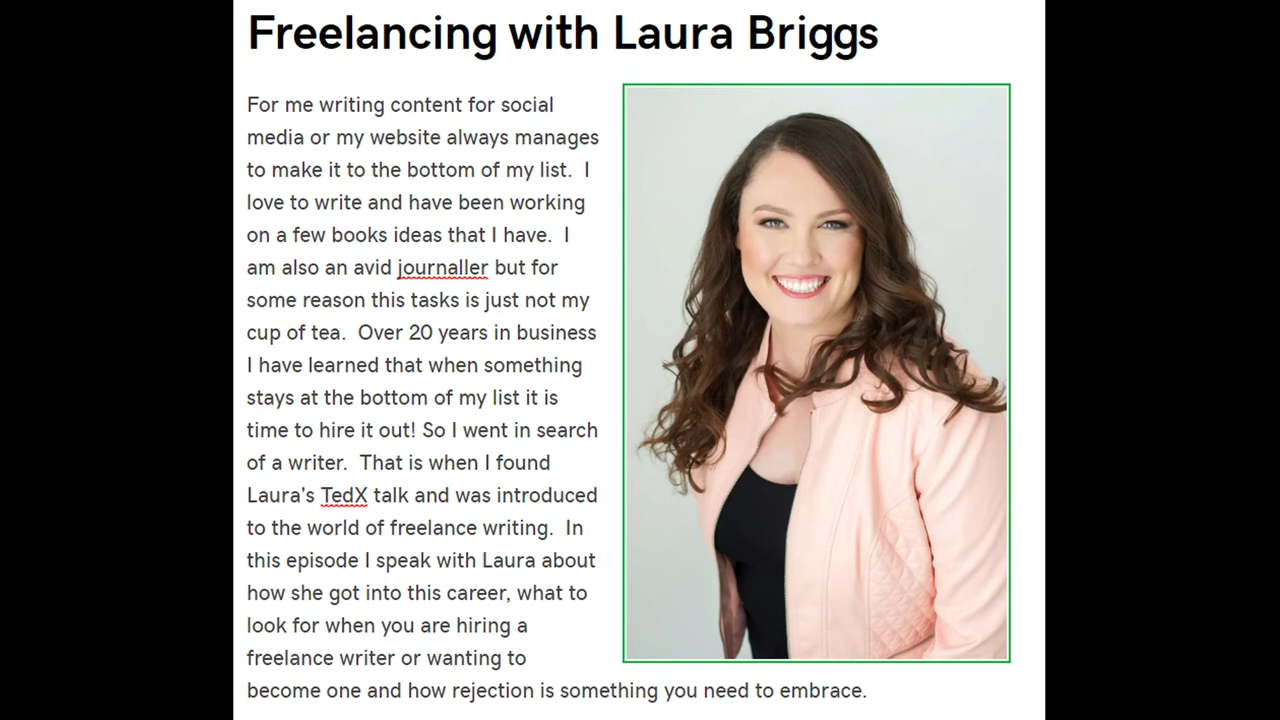 Freelancing with Laura Briggs
For me writing content for social
media or my website always manages
to make it to the bottom of my list.  I
love to write and have been working
on a few books ideas that I have.  I
am also an avid journaller but for
some reason this tasks is just not my
cup of tea.  Over 20 years in business
I have learned that when something
stays at the bottom of my list it is
time to hire it out! So I went in search
of a writer.  That is when I found
Laura's TedX talk and was introduced
to the world of freelance writing.  In
this episode I speak with Laura about
how she got into this career, what to
look for when you are hiring a
freelance writer or wanting to
become one and how rejection is something you need to embrace.